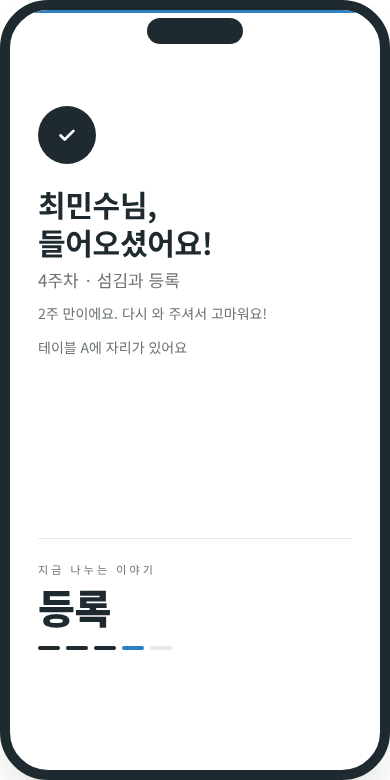 최민수님,
들어오셨어요!
4주차 · 섬김과 등록
2주 만이에요. 다시 와 주셔서 고마워요!
테이블 A에 자리가 있어요
지금 나누는 이야기
등록